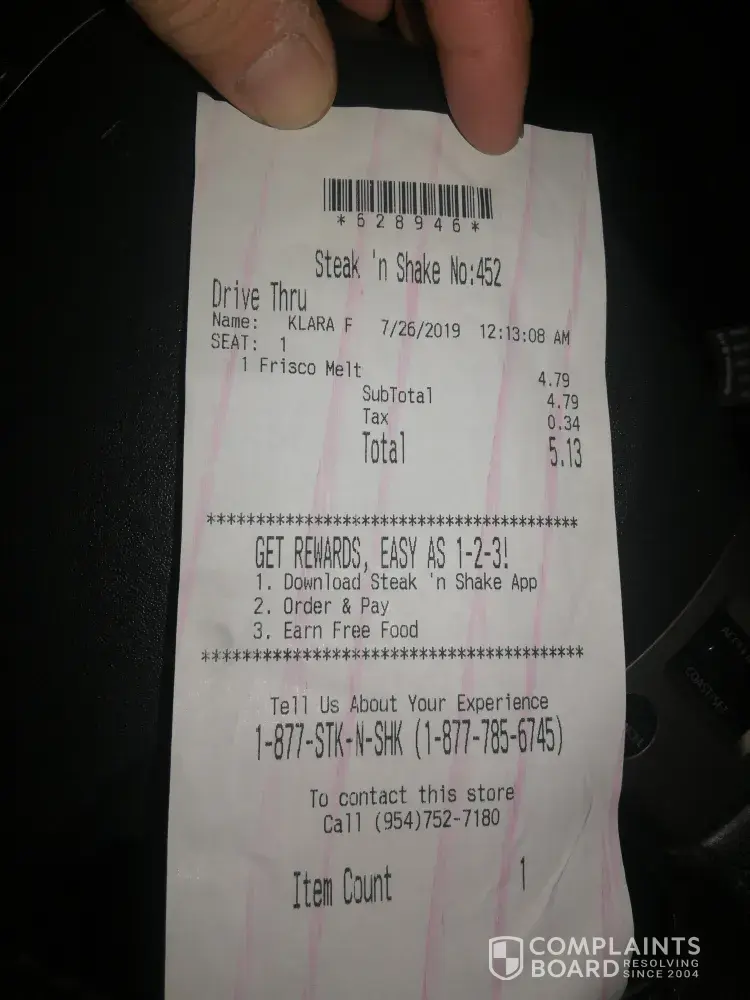 *628946*
Steak 'n Shake No:452
Drive Thru
Name: KLARA F 7/26/2019 12:13:08 AM
SEAT: 1
1 Frisco Melt 4.79
SubTotal 4.79
Tax 0.34
Total 5.13
****************************************
GET REWARDS, EASY AS 1-2-3!
1. Download Steak 'n Shake App
2. Order & Pay
3. Earn Free Food
****************************************
Tell Us About Your Experience
1-877-STK-N-SHK (1-877-785-6745)
To contact this store
Call (954)752-7180
Item Count 1
COMPLAINTS
BOARD RESOLVING
SINCE 2004